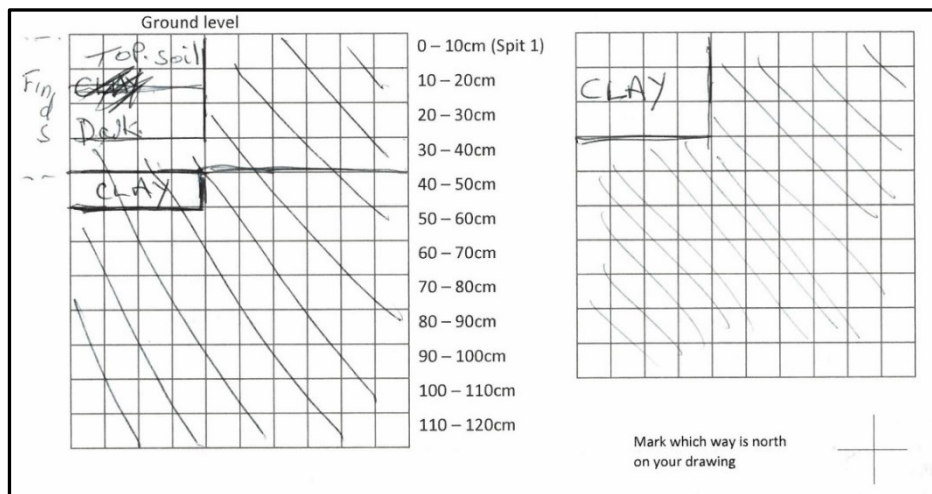 Ground level
Finds
TOP. SOIL
CLAY
Dark
CLAY
0 – 10cm (Spit 1)
10 – 20cm
20 – 30cm
30 – 40cm
40 – 50cm
50 – 60cm
60 – 70cm
70 – 80cm
80 – 90cm
90 – 100cm
100 – 110cm
110 – 120cm
CLAY
Mark which way is north
on your drawing